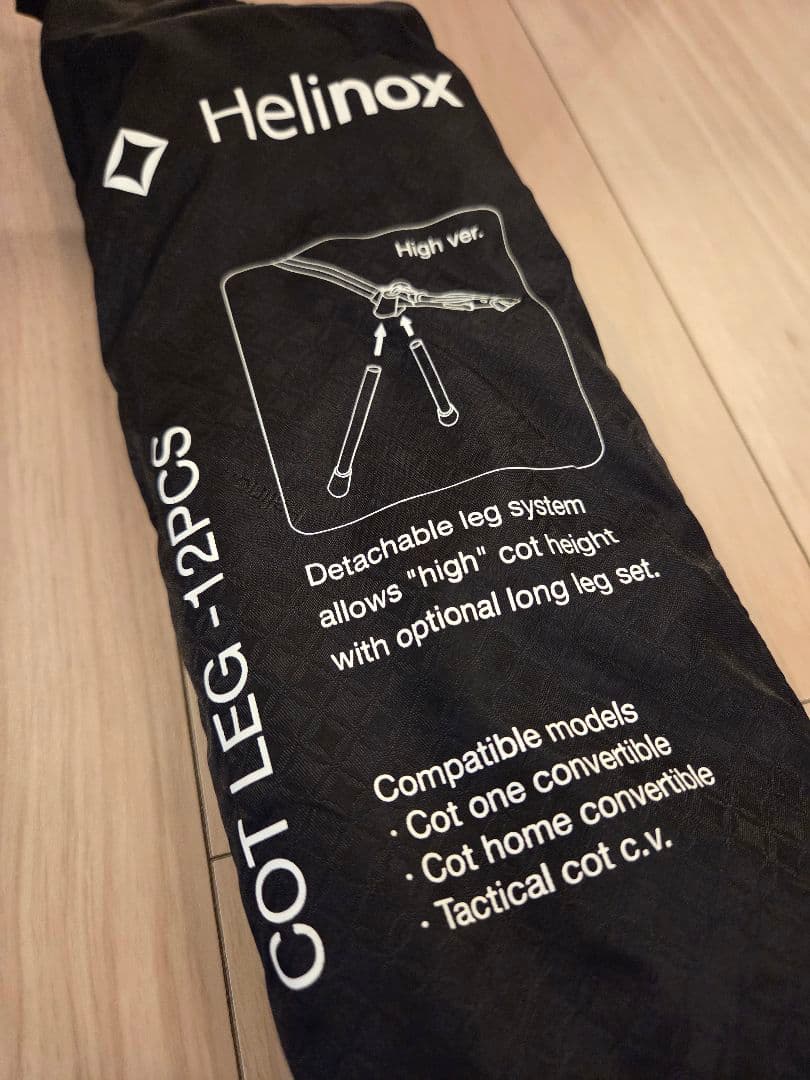 Helinox
High ver.
Detachable leg system
allows "high" cot height
with optional long leg set.
COT LEG -12PCS
Compatible models
· Cot one convertible
· Cot home convertible
· Tactical cot c.v.